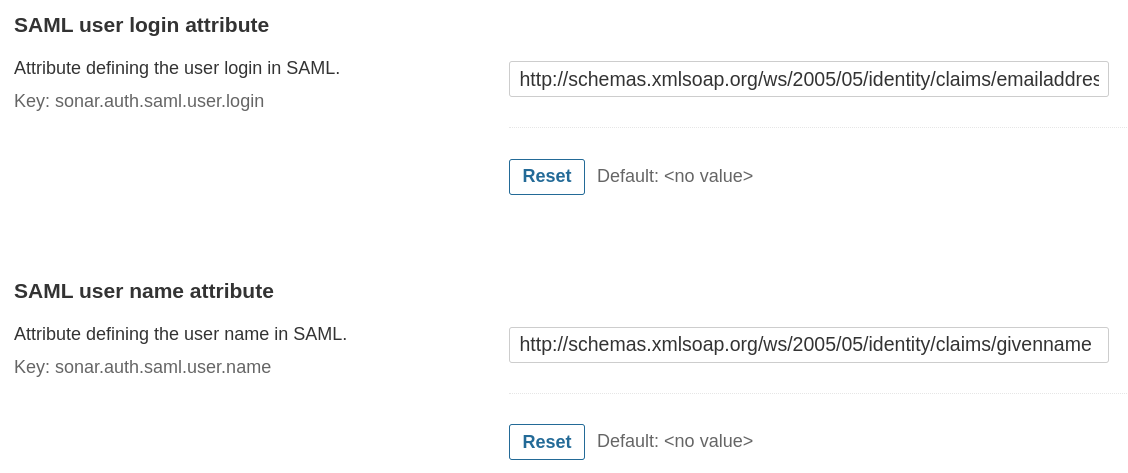 SAML user login attribute
Attribute defining the user login in SAML.
http://schemas.xmlsoap.org/ws/2005/05/identity/claims/emailaddres
Key: sonar.auth.saml.user.login
Reset Default: <no value>
SAML user name attribute
Attribute defining the user name in SAML.
http://schemas.xmlsoap.org/ws/2005/05/identity/claims/givenname
Key: sonar.auth.saml.user.name
Reset Default: <no value>